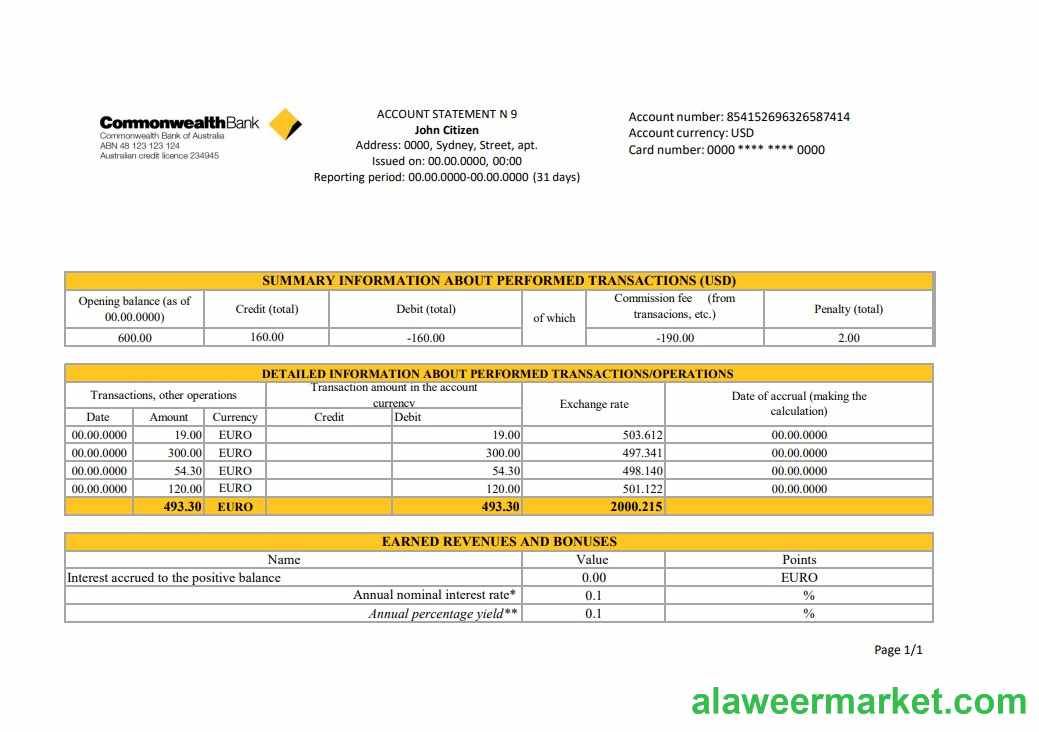 CommonwealthBank
Commonwealth Bank of Australia
ABN 48 123 123 124
Australian credit licence 234945
ACCOUNT STATEMENT N 9
John Citizen
Address: 0000, Sydney, Street, apt.
Issued on: 00.00.0000, 00:00
Reporting period: 00.00.0000-00.00.0000 (31 days)
Account number: 854152696326587414
Account currency: USD
Card number: 0000 **** **** 0000
SUMMARY INFORMATION ABOUT PERFORMED TRANSACTIONS (USD)
Opening balance (as of
00.00.0000)
Credit (total)
Debit (total)
of which
Commission fee (from
transacions, etc.)
Penalty (total)
600.00 160.00 -160.00 -190.00 2.00
DETAILED INFORMATION ABOUT PERFORMED TRANSACTIONS/OPERATIONS
Transactions, other operations
Transaction amount in the account
currency
Exchange rate
Date of accrual (making the
calculation)
Date Amount Currency Credit Debit
00.00.0000 19.00 EURO 19.00 503.612 00.00.0000
00.00.0000 300.00 EURO 300.00 497.341 00.00.0000
00.00.0000 54.30 EURO 54.30 498.140 00.00.0000
00.00.0000 120.00 EURO 120.00 501.122 00.00.0000
493.30 EURO 493.30 2000.215
EARNED REVENUES AND BONUSES
Name Value Points
Interest accrued to the positive balance 0.00 EURO
Annual nominal interest rate* 0.1 %
Annual percentage yield** 0.1 %
Page 1/1
alaweermarket.com